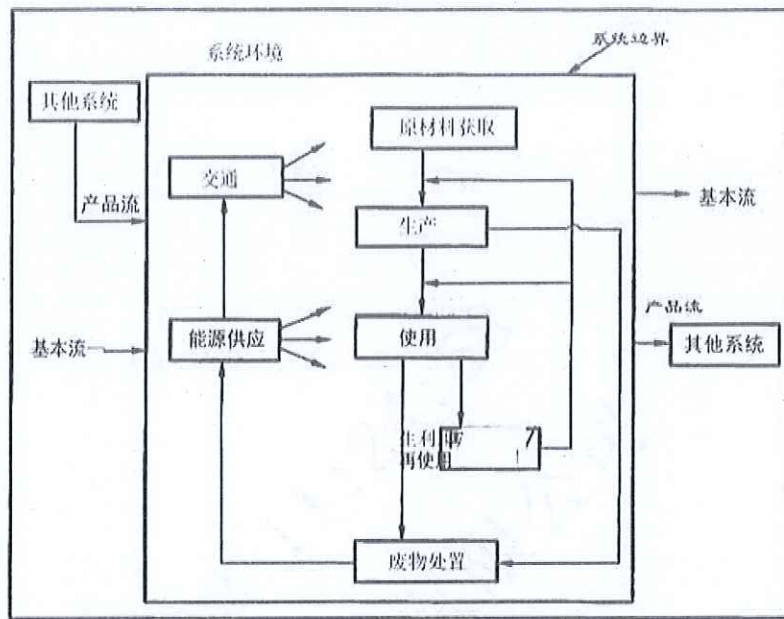 系统环境
系统边界
其他系统
原材料获取
交通
产品流
生产
基本流
能源供应
使用
产品流
基本流
其他系统
生利
再使用
废物处置